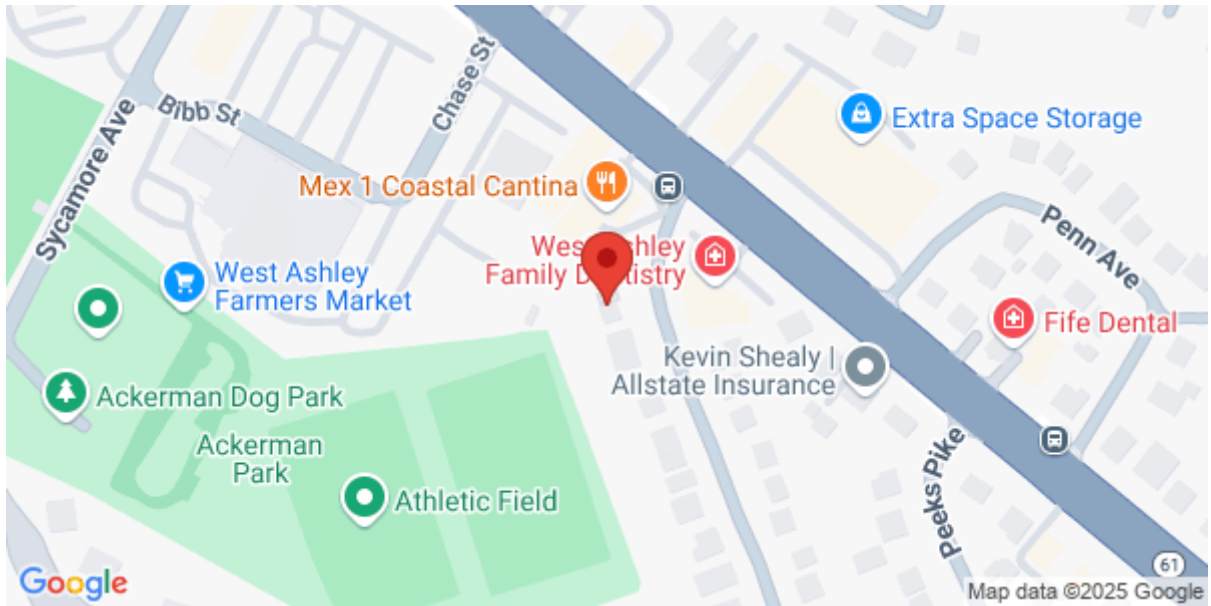 Bibb St
Chase St
Sycamore Ave
Extra Space Storage
Mex 1 Coastal Cantina
Penn Ave
West Ashley
Family Dentistry
West Ashley
Farmers Market
Fife Dental
Kevin Shealy |
Allstate Insurance
Ackerman Dog Park
Ackerman
Park
Athletic Field
Peeks Pike
61
Google
Map data ©2025 Google